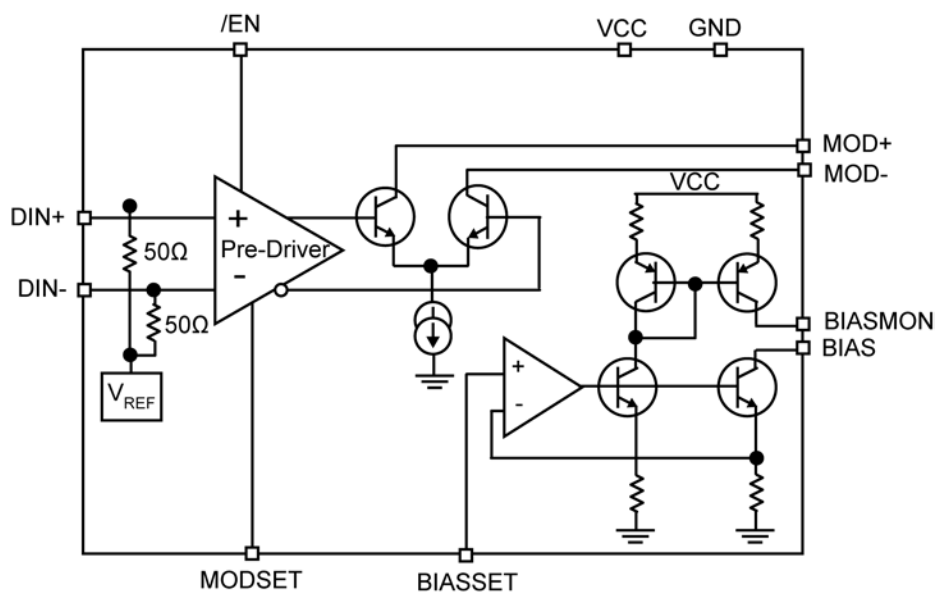 /EN
VCC
GND
MOD+
MOD-
VCC
DIN+
+
50Ω
Pre-Driver
DIN-
-
50Ω
BIASMON
BIAS
VREF
+
-
MODSET
BIASSET